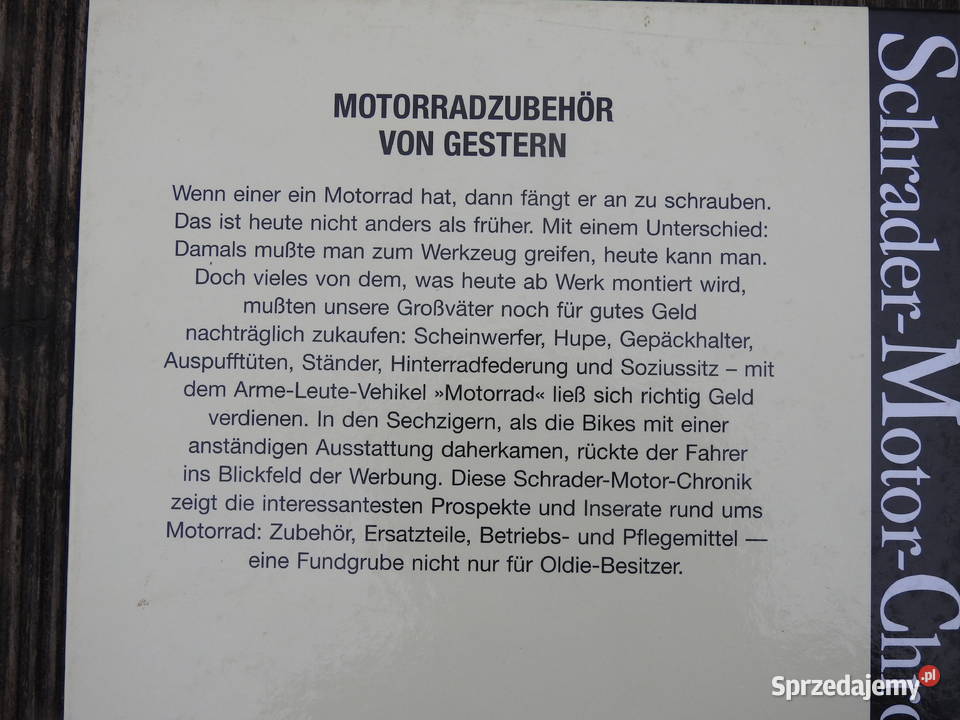 MOTORRADZUBEHÖR
VON GESTERN
Wenn einer ein Motorrad hat, dann fängt er an zu schrauben.
Das ist heute nicht anders als früher. Mit einem Unterschied:
Damals mußte man zum Werkzeug greifen, heute kann man.
Doch vieles von dem, was heute ab Werk montiert wird,
mußten unsere Großväter noch für gutes Geld
nachträglich zukaufen: Scheinwerfer, Hupe, Gepäckhalter,
Auspufftüten, Ständer, Hinterradfederung und Soziussitz – mit
dem Arme-Leute-Vehikel »Motorrad« ließ sich richtig Geld
verdienen. In den Sechzigern, als die Bikes mit einer
anständigen Ausstattung daherkamen, rückte der Fahrer
ins Blickfeld der Werbung. Diese Schrader-Motor-Chronik
zeigt die interessantesten Prospekte und Inserate rund ums
Motorrad: Zubehör, Ersatzteile, Betriebs- und Pflegemittel —
eine Fundgrube nicht nur für Oldie-Besitzer.
Schrader-Motor-Chro
Sprzedajemy.pl